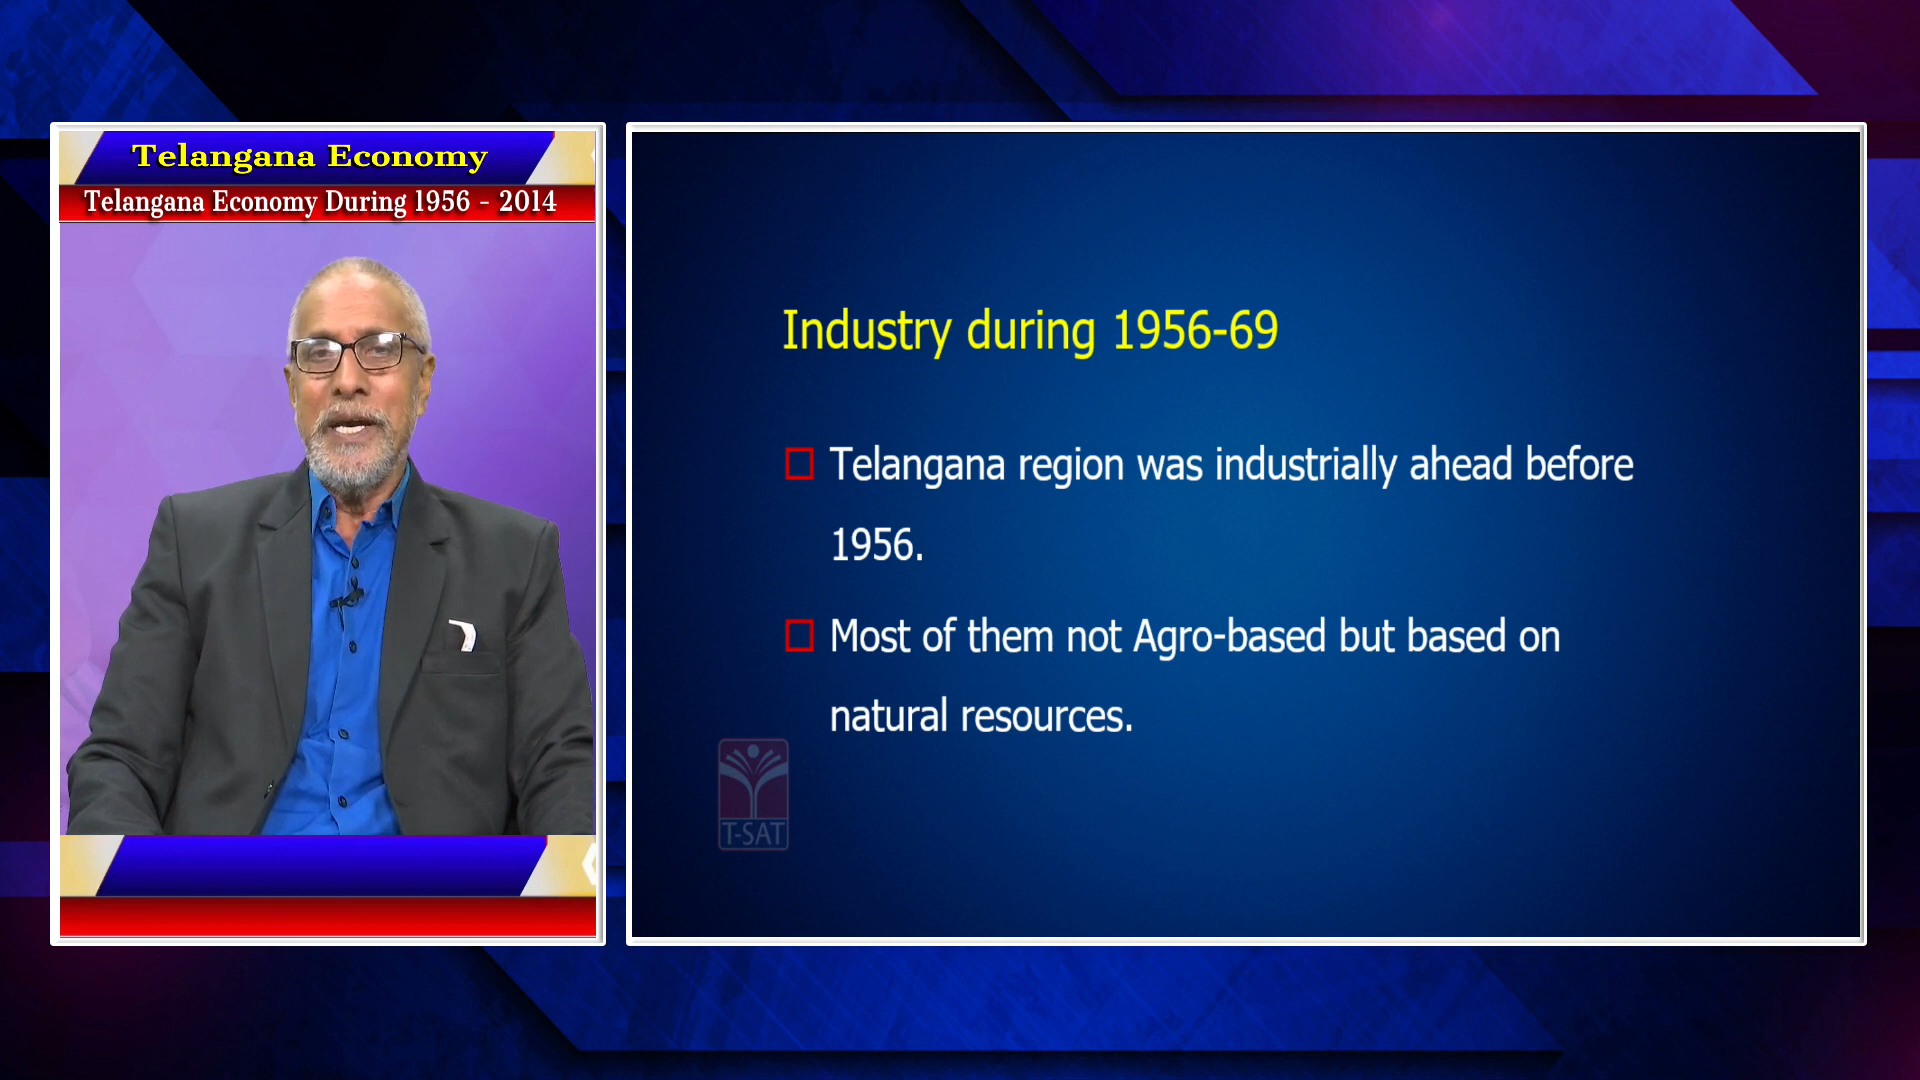 Telangana Economy
Telangana Economy During 1956 - 2014
Industry during 1956-69
Telangana region was industrially ahead before
1956.
Most of them not Agro-based but based on
natural resources.
T-SAT